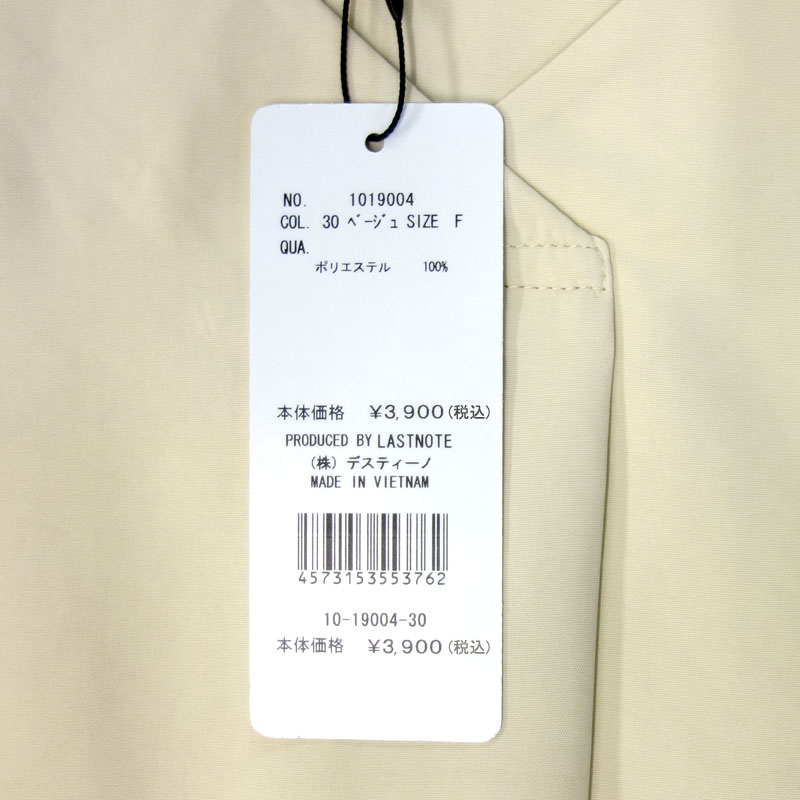 NO. 1019004
COL. 30 ﾍﾞｰｼﾞｭ SIZE F
QUA.
ポリエステル 100%
本体価格 ¥3,900(税込)
PRODUCED BY LASTNOTE
(株) デスティーノ
MADE IN VIETNAM
4573153553762
10-19004-30
本体価格 ¥3,900(税込)